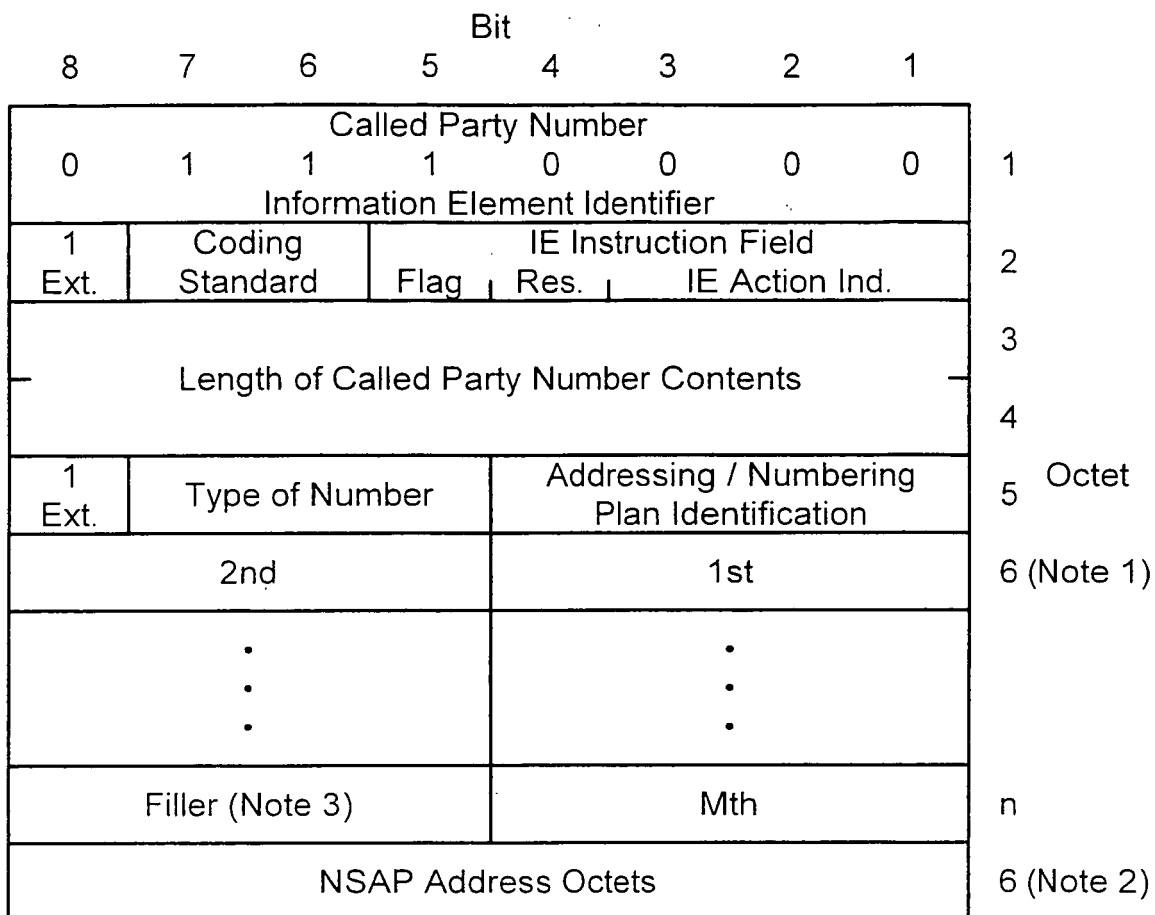 Bit
8 7 6 5 4 3 2 1
Called Party Number
0 1 1 1 0 0 0 0 1
Information Element Identifier
1 Coding IE Instruction Field
Ext. Standard Flag Res. IE Action Ind. 2
3
Length of Called Party Number Contents
4
1 Type of Number Addressing / Numbering 5 Octet
Ext. Plan Identification
2nd 1st 6 (Note 1)
Filler (Note 3) Mth n
NSAP Address Octets 6 (Note 2)